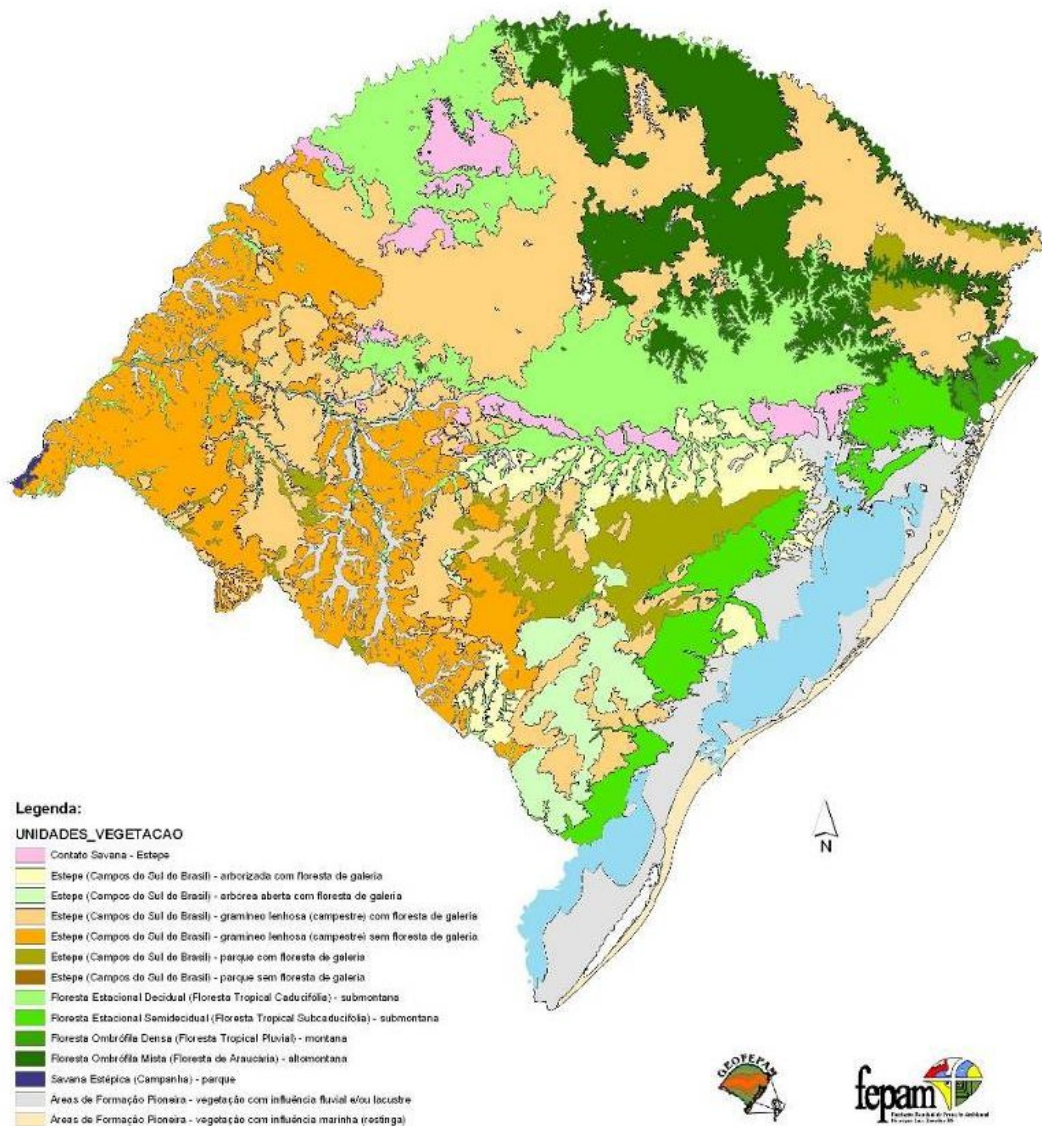 N
Legenda:
UNIDADES_VEGETACAO
Contato Savana - Estepe
Estepe (Campos do Sul do Brasil) - arborizada com floresta de galeria
Estepe (Campos do Sul do Brasil) - arbórea aberta com floresta de galeria
Estepe (Campos do Sul do Brasil) - gramíneo lenhosa (campestre) com floresta de galeria
Estepe (Campos do Sul do Brasil) - gramíneo lenhosa (campestre) sem floresta de galeria
Estepe (Campos do Sul do Brasil) - parque com floresta de galeria
Estepe (Campos do Sul do Brasil) - parque sem floresta de galeria
Floresta Estacional Decidual (Floresta Tropical Caducifólia) - submontana
Floresta Estacional Semidecidual (Floresta Tropical Subcaducifólia) - submontana
Floresta Ombrófila Densa (Floresta Tropical Pluvial) - montana
Floresta Ombrófila Mista (Floresta de Araucária) - altomontana
Savana Estépica (Campanha) - parque
Áreas de Formação Pioneira - vegetação com influência fluvial e/ou lacustre
Áreas de Formação Pioneira - vegetação com influência marinha (restinga)
GEOFEPAM
fepam